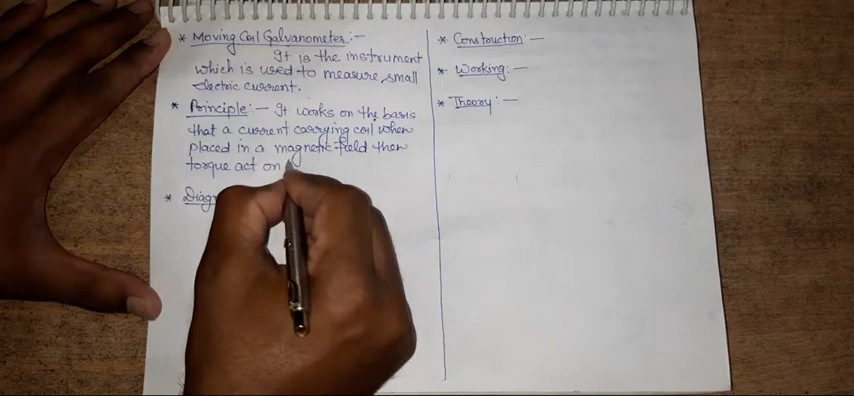 * Moving Coil Galvanometer:-
It is the instrument
which is used to measure small
electric current.
* Principle:- It works on the basis
that a current carrying coil when
placed in a magnetic field then
torque act on
* Diagr
* Construction:-
* Working:-
* Theory:-